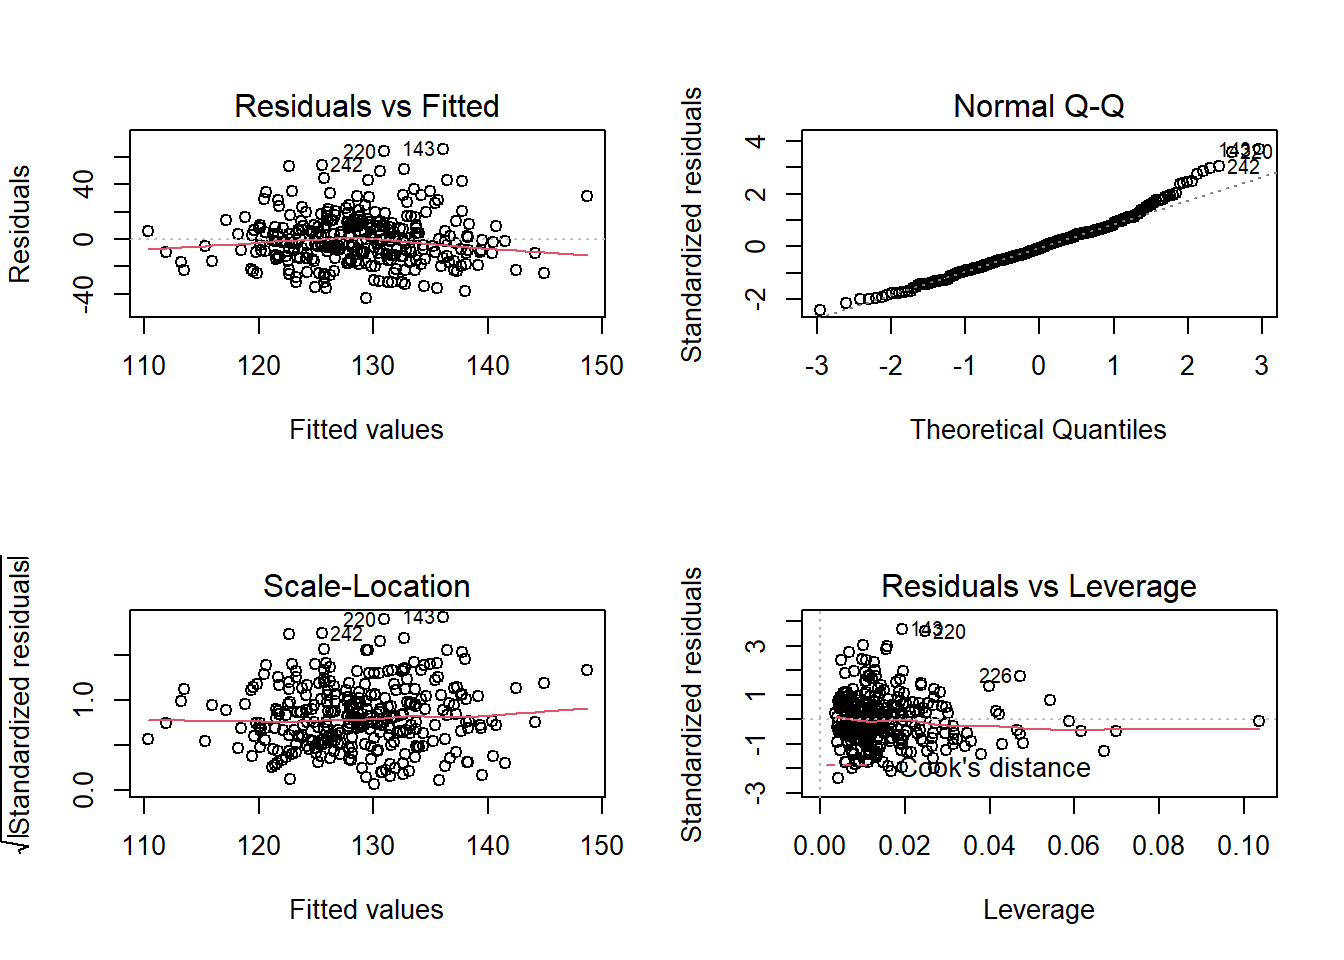 Residuals vs Fitted
Residuals
40
0
-40
220
143
242
110 120 130 140 150
Fitted values
Normal Q-Q
Standardized residuals
4
2
0
-2
143
220
242
-3 -2 -1 0 1 2 3
Theoretical Quantiles
Scale-Location
√|Standardized residuals|
1.0
0.0
220
143
242
110 120 130 140 150
Fitted values
Residuals vs Leverage
Standardized residuals
3
1
-1
-3
143
220
226
Cook's distance
0.00 0.02 0.04 0.06 0.08 0.10
Leverage